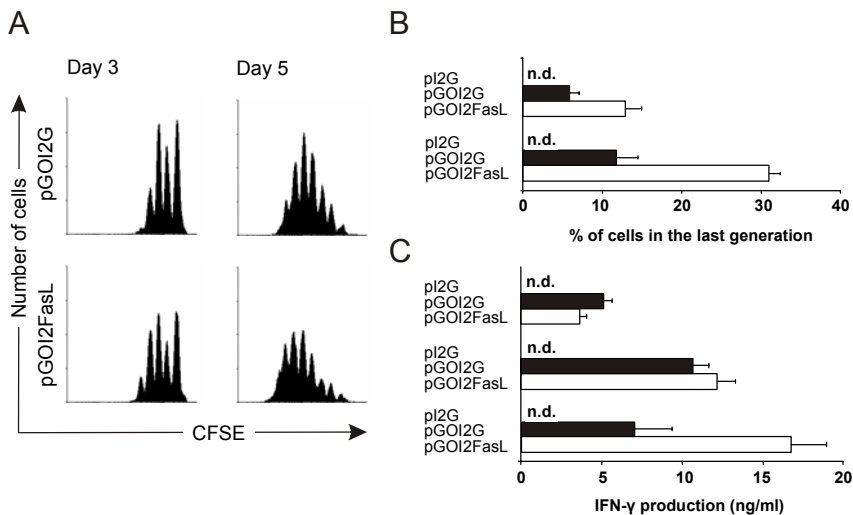 A
Day 3
Day 5
Number of cells
pGOI2G
pGOI2FasL
CFSE
B
pI2G
pGOI2G
pGOI2FasL
n.d.
pI2G
pGOI2G
pGOI2FasL
n.d.
0 10 20 30 40
% of cells in the last generation
C
pI2G
pGOI2G
pGOI2FasL
n.d.
pI2G
pGOI2G
pGOI2FasL
n.d.
pI2G
pGOI2G
pGOI2FasL
n.d.
0 5 10 15 20
IFN-γ production (ng/ml)